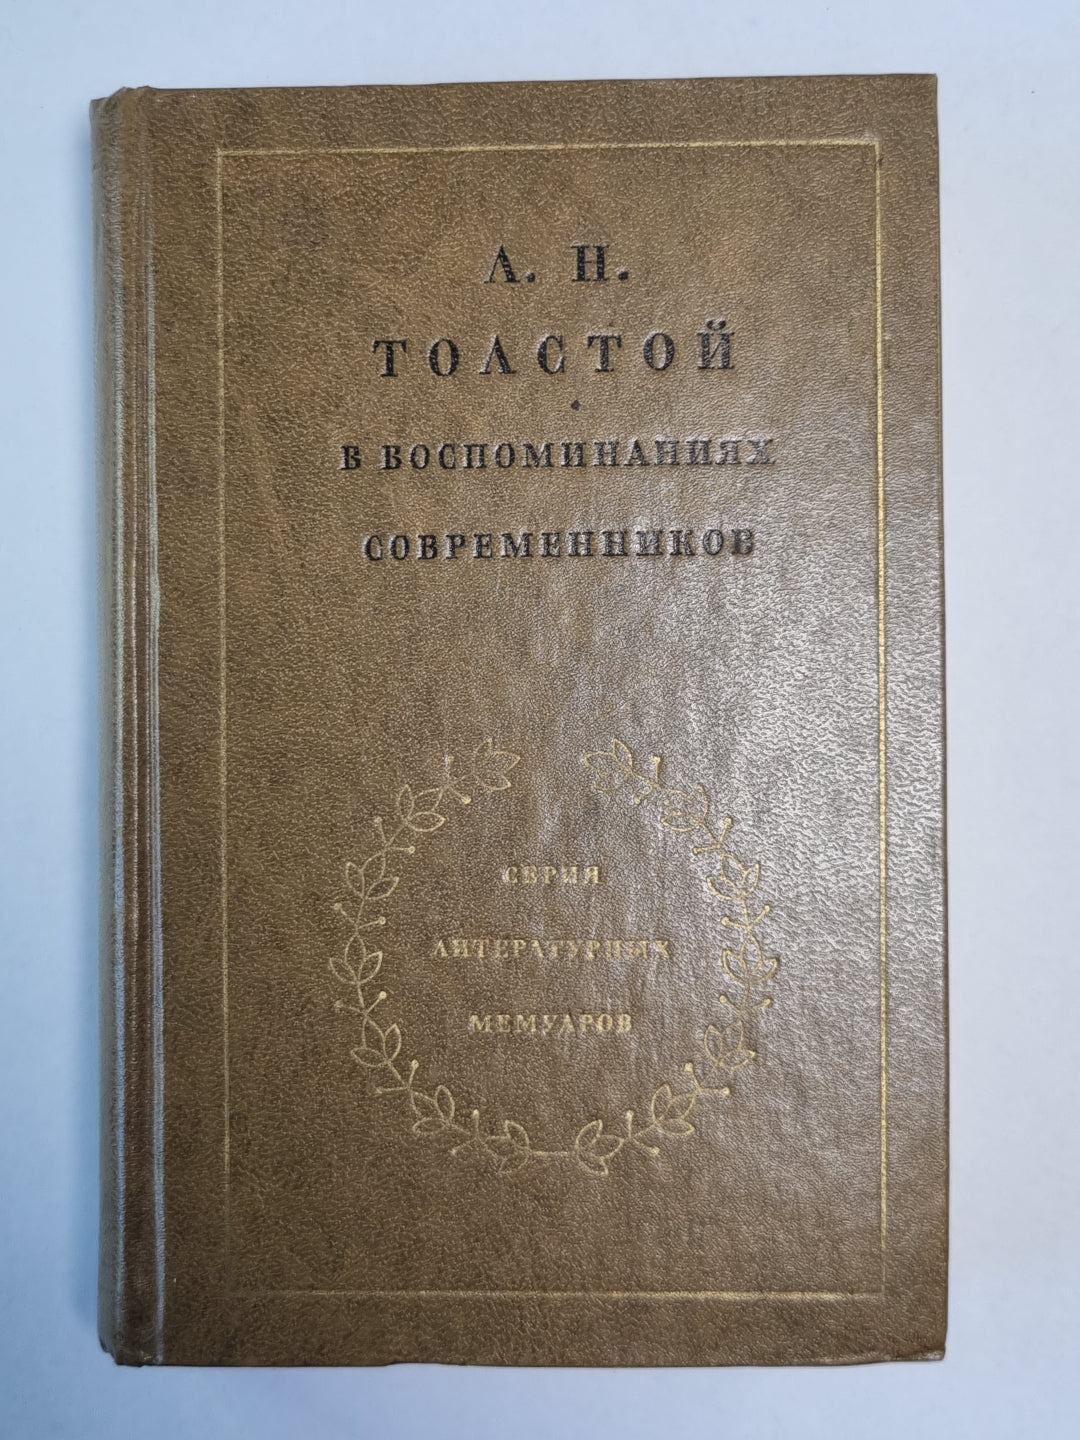 Л. Н.
ТОЛСТОЙ
В ВОСПОМИНАНИЯХ
СОВРЕМЕННИКОВ
СЕРИЯ
ЛИТЕРАТУРНЫХ
МЕМУАРОВ